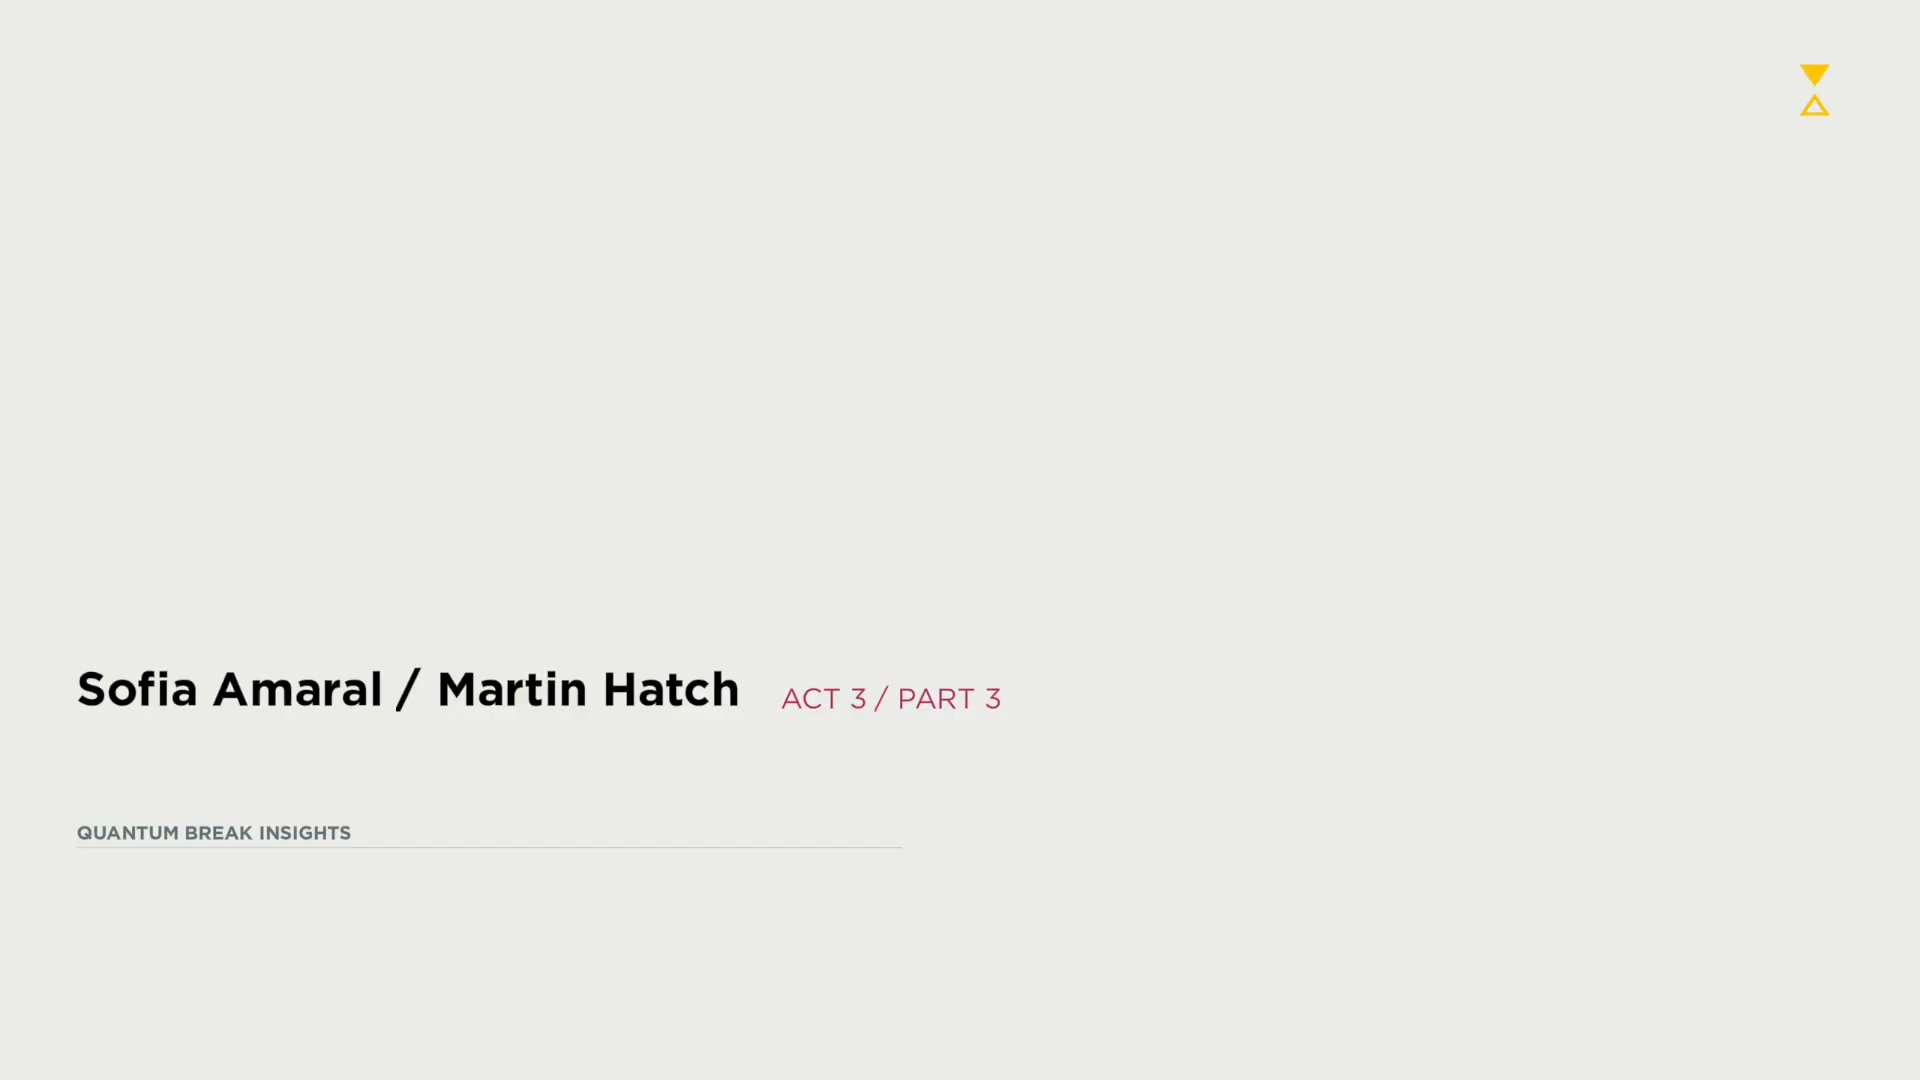 Sofia Amaral / Martin Hatch ACT 3 / PART 3
QUANTUM BREAK INSIGHTS